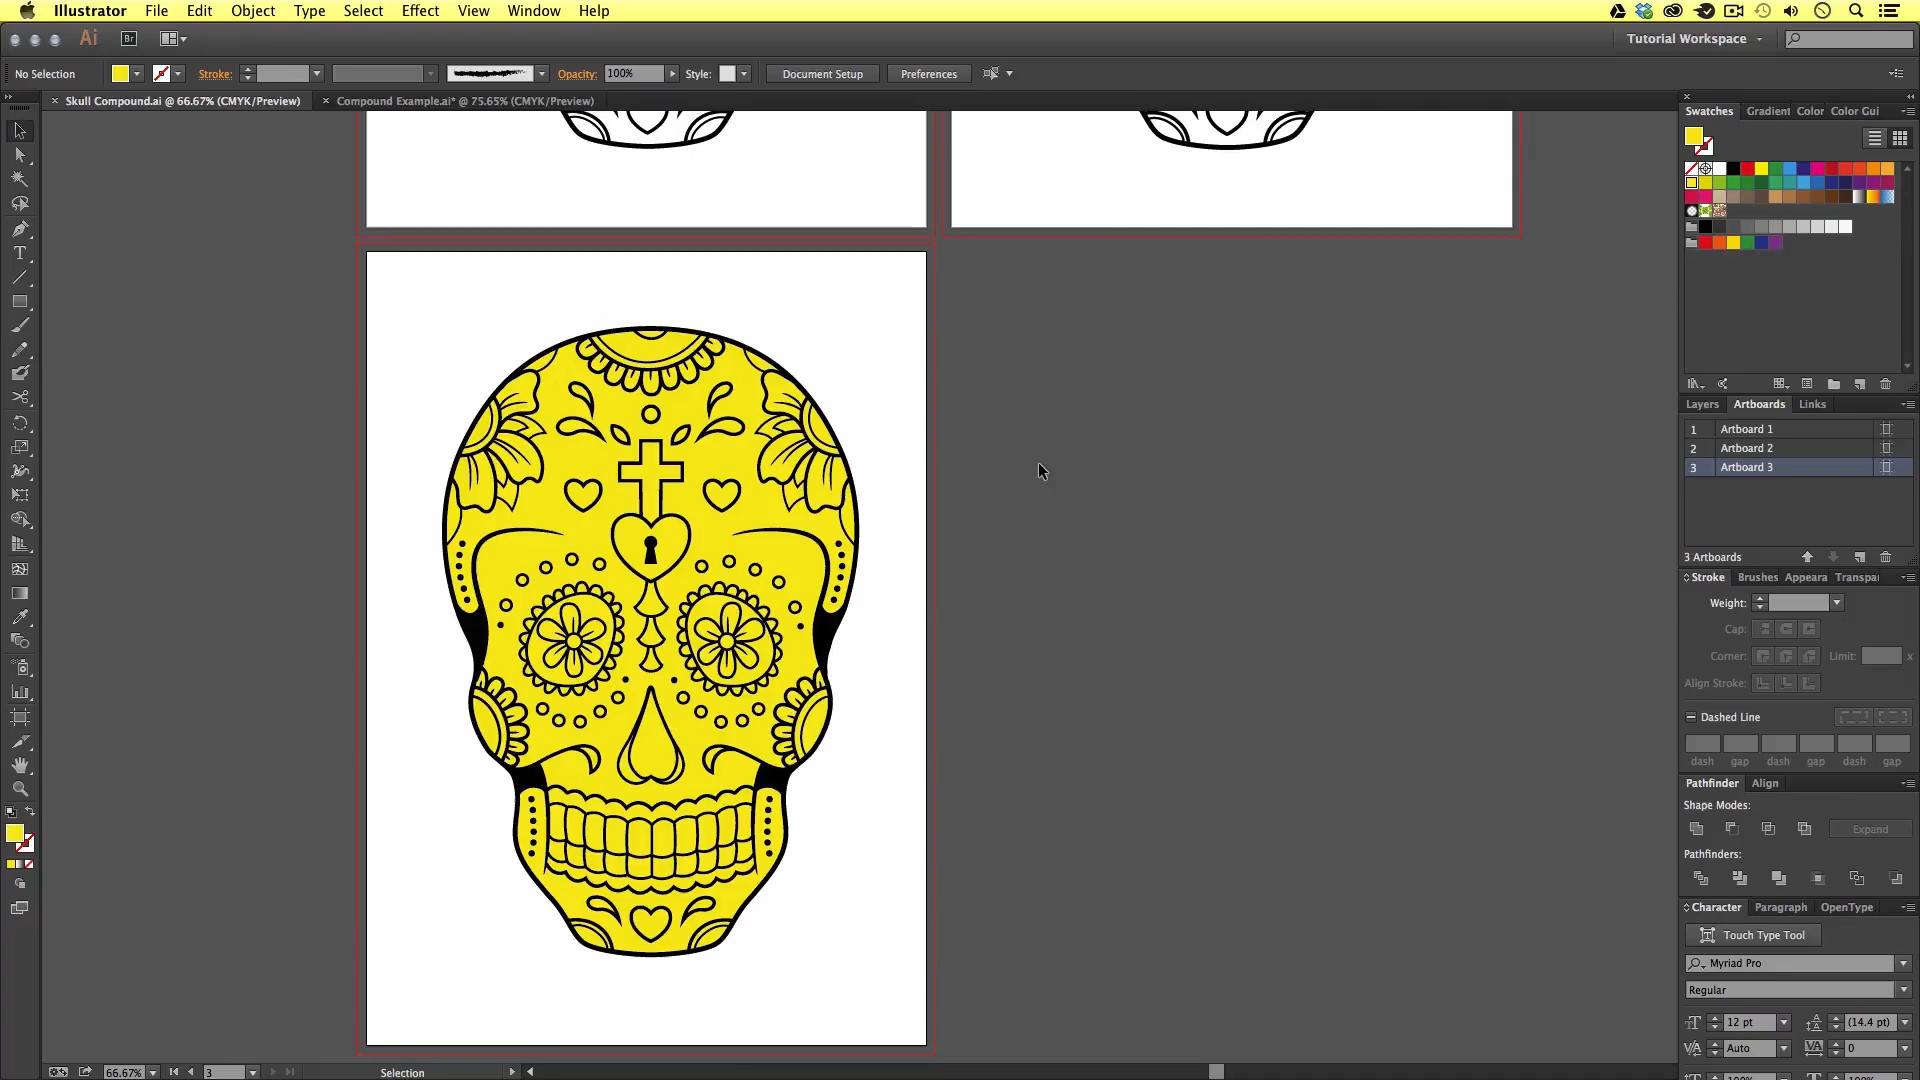 Illustrator File Edit Object Type Select Effect View Window Help
Ai Br Tutorial Workspace
No Selection Stroke: Opacity: 100% Style: Document Setup Preferences
Skull Compound.ai @ 66.67% (CMYK/Preview) Compound Example.ai* @ 75.65% (CMYK/Preview)
Swatches Gradient Color Color Gui
Layers Artboards Links
1 Artboard 1
2 Artboard 2
3 Artboard 3
3 Artboards
Stroke Brushes Appeara Transpa
Weight:
Cap:
Corner: Limit: x
Align Stroke:
Dashed Line
dash gap dash gap dash gap
Pathfinder Align
Shape Modes:
Expand
Pathfinders:
Character Paragraph OpenType
Touch Type Tool
Myriad Pro
Regular
12 pt (14.4 pt)
Auto 0
66.67% 3 Selection